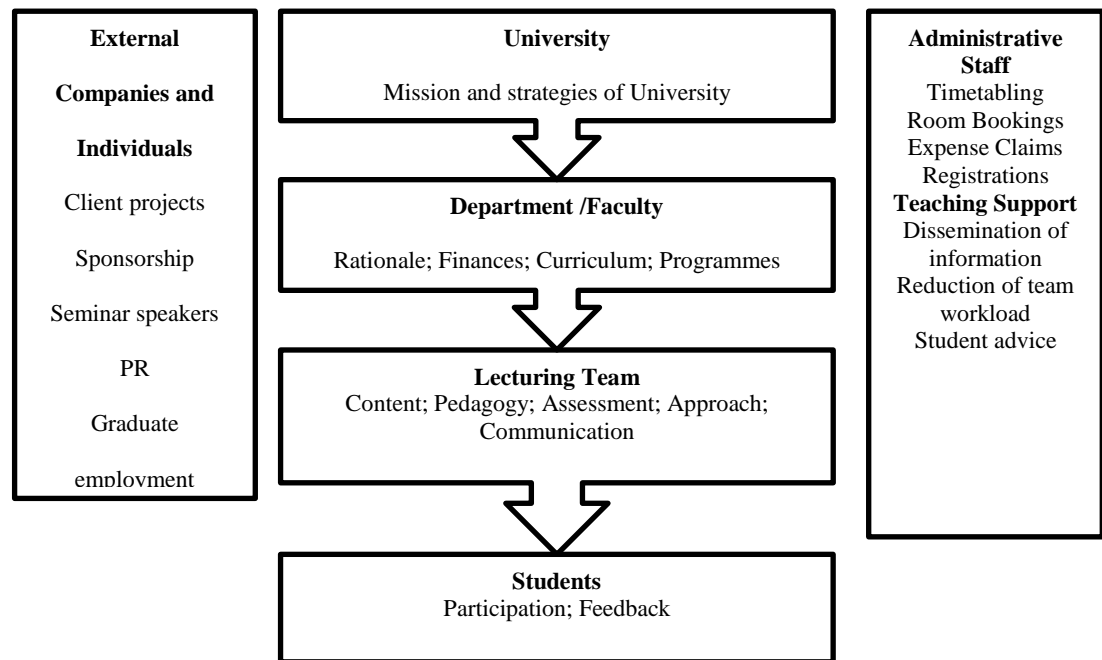 External
Companies and
Individuals
Client projects
Sponsorship
Seminar speakers
PR
Graduate
employment
University
Mission and strategies of University
Department /Faculty
Rationale; Finances; Curriculum; Programmes
Lecturing Team
Content; Pedagogy; Assessment; Approach;
Communication
Students
Participation; Feedback
Administrative
Staff
Timetabling
Room Bookings
Expense Claims
Registrations
Teaching Support
Dissemination of
information
Reduction of team
workload
Student advice